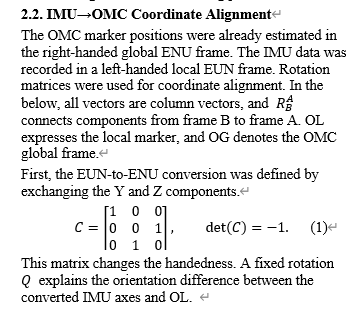 2.2. IMU→OMC Coordinate Alignment↵
The OMC marker positions were already estimated in
the right-handed global ENU frame. The IMU data was
recorded in a left-handed local EUN frame. Rotation
matrices were used for coordinate alignment. In the
below, all vectors are column vectors, and R_B^A
connects components from frame B to frame A. OL
expresses the local marker, and OG denotes the OMC
global frame.↵
First, the EUN-to-ENU conversion was defined by
exchanging the Y and Z components.↵
C = [1 0 0; 0 0 1; 0 1 0], det(C) = −1. (1)↵
This matrix changes the handedness. A fixed rotation
Q explains the orientation difference between the
converted IMU axes and OL. ↵